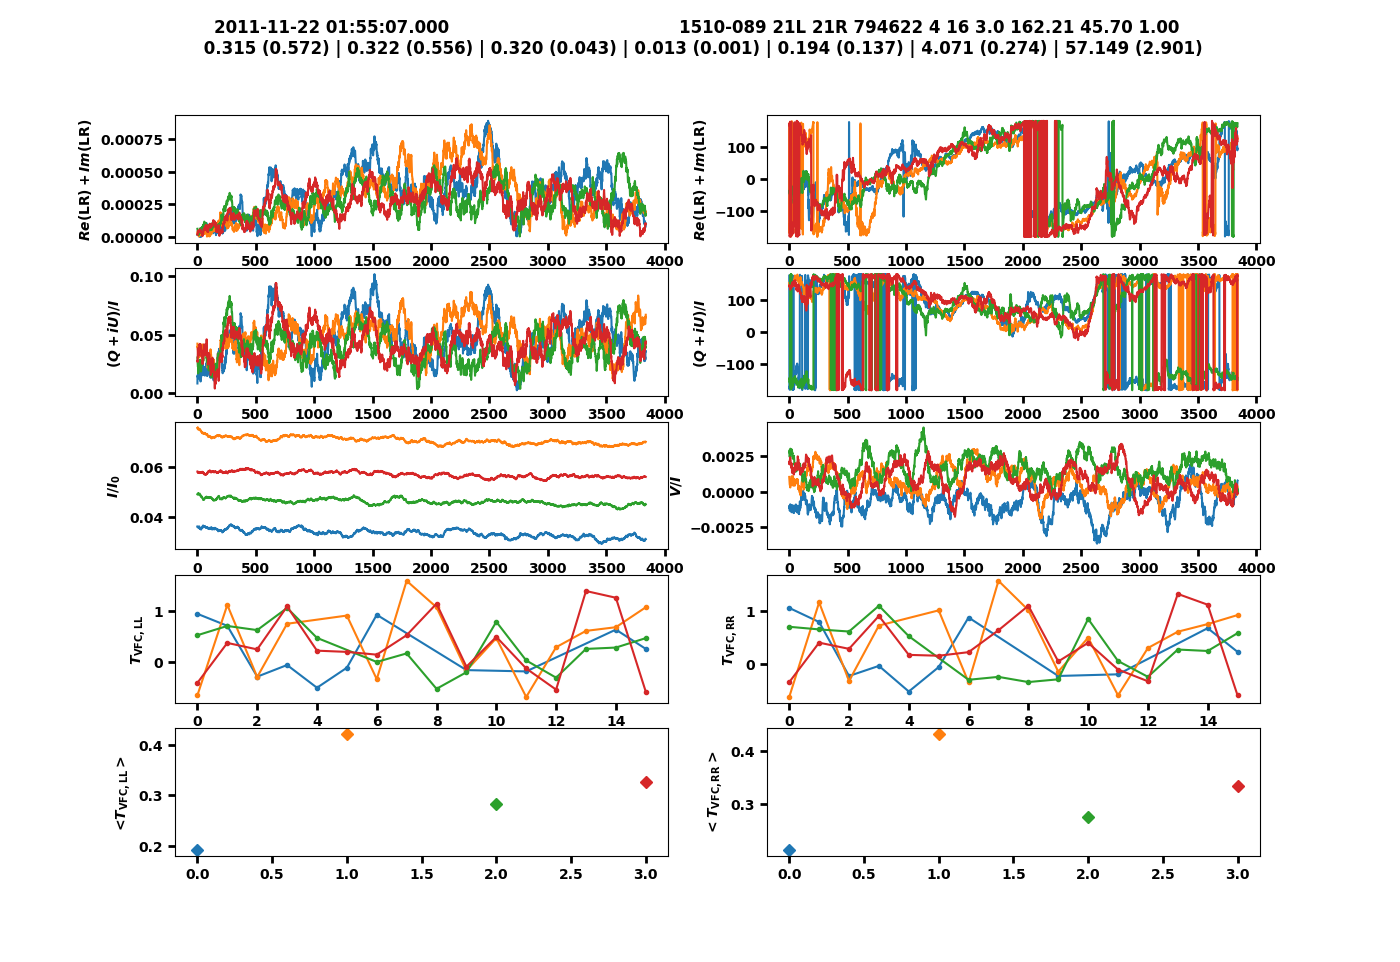 2011-11-22 01:55:07.000 1510-089 21L 21R 794622 4 16 3.0 162.21 45.70 1.00
0.315 (0.572) | 0.322 (0.556) | 0.320 (0.043) | 0.013 (0.001) | 0.194 (0.137) | 4.071 (0.274) | 57.149 (2.901)
Re(LR) + Im(LR)
0.00075
0.00050
0.00025
0.00000
0 500 1000 1500 2000 2500 3000 3500 4000
Re(LR) + Im(LR)
100
0
−100
0 500 1000 1500 2000 2500 3000 3500 4000
(Q + iU)/I
0.10
0.05
0.00
0 500 1000 1500 2000 2500 3000 3500 4000
(Q + iU)/I
100
0
−100
0 500 1000 1500 2000 2500 3000 3500 4000
I/I0
0.06
0.04
0 500 1000 1500 2000 2500 3000 3500 4000
V/I
0.0025
0.0000
−0.0025
0 500 1000 1500 2000 2500 3000 3500 4000
TVFC, LL
1
0
0 2 4 6 8 10 12 14
TVFC, RR
1
0
0 2 4 6 8 10 12 14
<TVFC, LL >
0.4
0.3
0.2
0.0 0.5 1.0 1.5 2.0 2.5 3.0
< TVFC, RR >
0.4
0.3
0.0 0.5 1.0 1.5 2.0 2.5 3.0